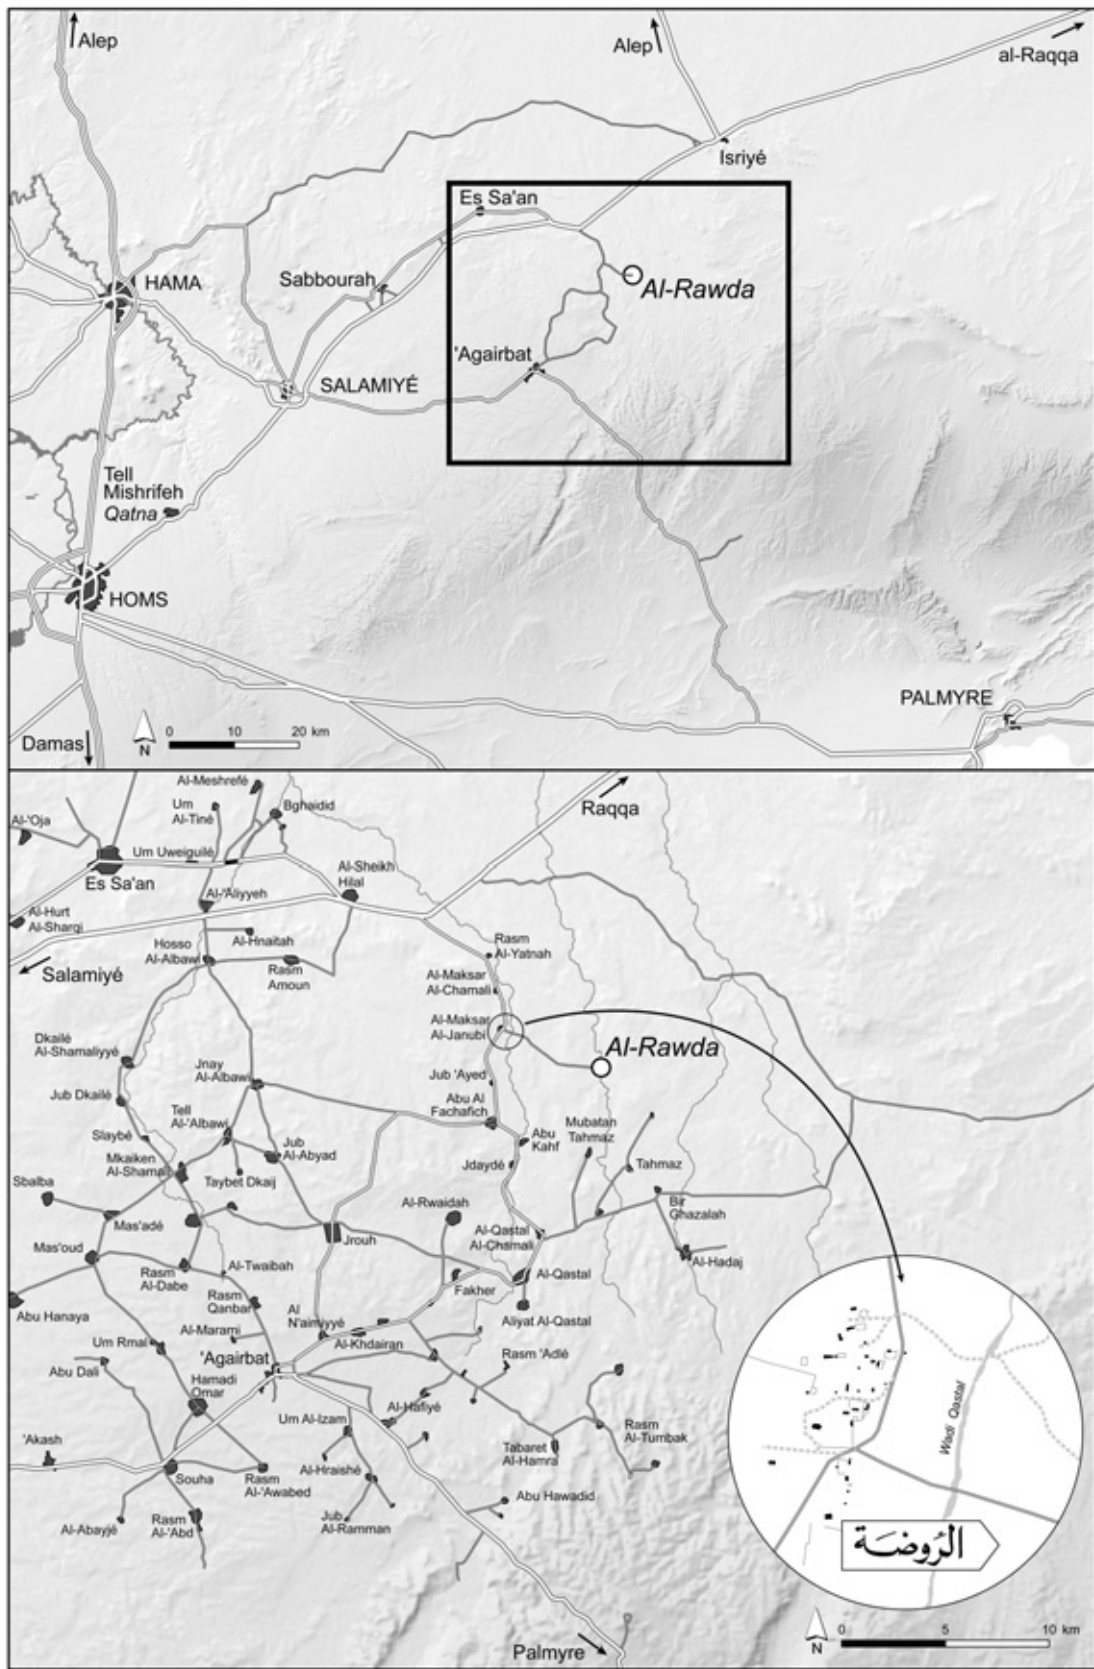 Alep
Alep
al-Raqqa
Isriyé
Es Sa'an
Sabbourah
HAMA
Al-Rawda
'Agairbat
SALAMIYÉ
Tell
Mishrifeh
Qatna
HOMS
PALMYRE
Damas
N
0 10 20 km
Al-Meshrefé
Um
Al-Tiné
Bghaidid
Raqqa
Al-'Oja
Um Uweiguilé
Es Sa'an
Al-Sheikh
Hilal
Al-'Aliyyeh
Al-Hurt
Al-Sharqi
Al-Hnaitah
Hosso
Al-Albawi
Rasm
Amoun
Salamiyé
Rasm
Al-Yatnah
Al-Maksar
Al-Chamali
Al-Maksar
Al-Janubi
Al-Rawda
Dkailé
Al-Shamaliyyé
Jnay
Al-Albawi
Jub 'Ayed
Jub Dkailé
Abu Al
Fachafich
Tell
Al-'Albawi
Slaybé
Jub
Al-Abyad
Abu
Kahf
Mubatan
Tahmaz
Mkaiken
Al-Shamali
Taybet Dkaij
Jdaydé
Tahmaz
Sbalba
Al-Rwaidah
Bir
Ghazalah
Mas'adé
Jrouh
Al-Qastal
Al-Chamali
Mas'oud
Al-Hadaj
Rasm
Al-Dabe
Al-Twaibah
Al-Qastal
Fakher
Abu Hanaya
Rasm
Qanbar
Aliyat Al-Qastal
Al
N'aimiyyé
Al-Marami
Um Rmal
Al-Khdairan
Abu Dali
'Agairbat
Rasm 'Adlé
Hamadi
Omar
Al-Hafiyé
Um Al-Izam
Rasm
Al-Tumbak
'Akash
Tabaret
Al-Hamra
Souha
Rasm
Al-'Awabed
Al-Hraishé
Abu Hawadid
Al-Abayjé
Rasm
Al-'Abd
Jub
Al-Ramman
Wadi Qastal
الرُوضَة
Palmyre
N
0 5 10 km